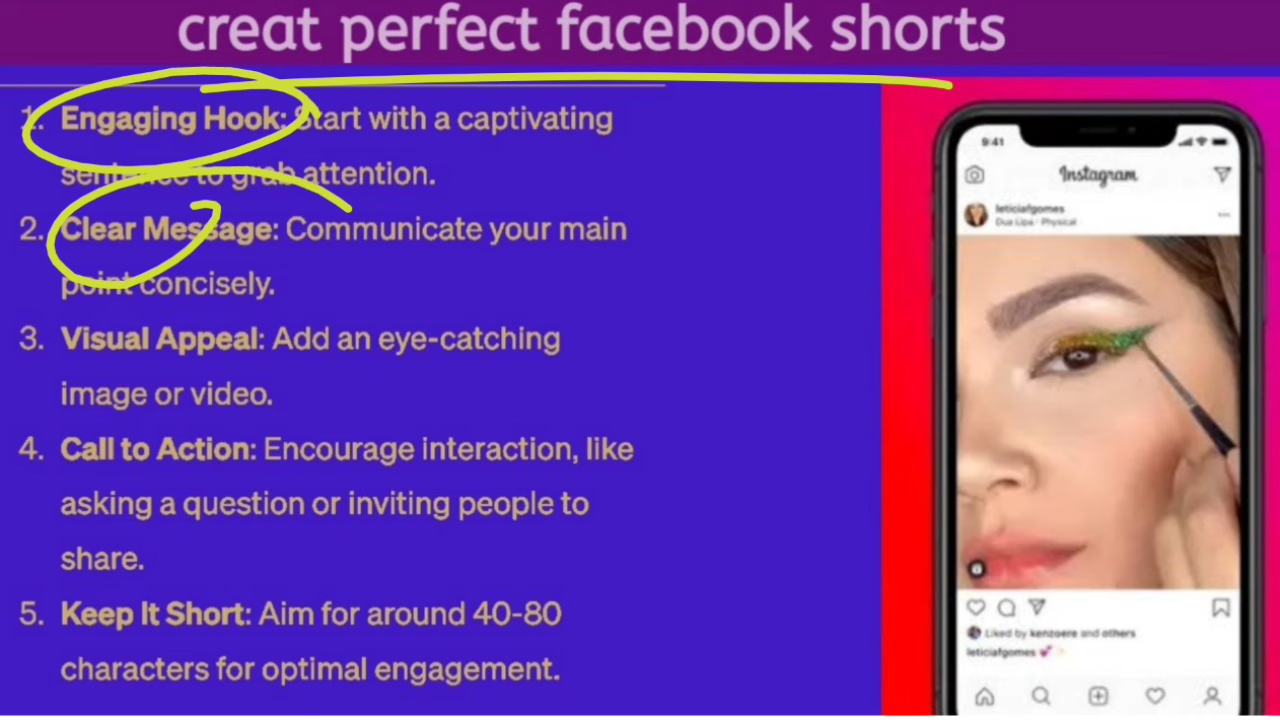 creat perfect facebook shorts
1. Engaging Hook: Start with a captivating
sentence to grab attention.
2. Clear Message: Communicate your main
point concisely.
3. Visual Appeal: Add an eye-catching
image or video.
4. Call to Action: Encourage interaction, like
asking a question or inviting people to
share.
5. Keep It Short: Aim for around 40-80
characters for optimal engagement.
9:41
Instagram
leticiafgomes
Dua Lipa · Physical
Liked by kenzoere and others
leticiafgomes 💕 ✨